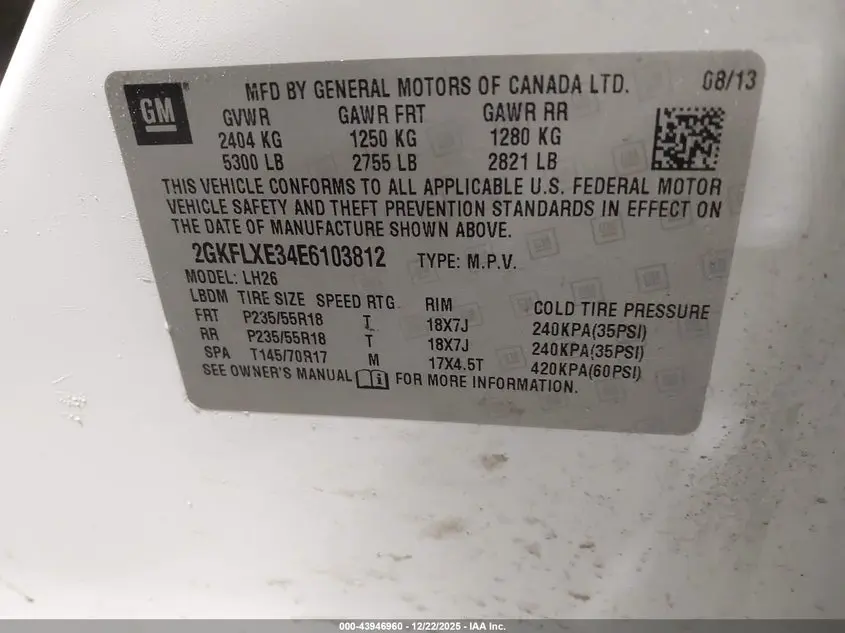 GM ® MFD BY GENERAL MOTORS OF CANADA LTD. 08/13
GVWR GAWR FRT GAWR RR
2404 KG 1250 KG 1280 KG
5300 LB 2755 LB 2821 LB
THIS VEHICLE CONFORMS TO ALL APPLICABLE U.S. FEDERAL MOTOR
VEHICLE SAFETY AND THEFT PREVENTION STANDARDS IN EFFECT ON
THE DATE OF MANUFACTURE SHOWN ABOVE.
2GKFLXE34E6103812 TYPE: M.P.V.
MODEL: LH26
LBDM TIRE SIZE SPEED RTG RIM COLD TIRE PRESSURE
FRT P235/55R18 T 18X7J 240KPA(35PSI)
RR P235/55R18 T 18X7J 240KPA(35PSI)
SPA T145/70R17 M 17X4.5T 420KPA(60PSI)
SEE OWNER'S MANUAL i FOR MORE INFORMATION.
000-43946960 - 12/22/2025 - IAA Inc.